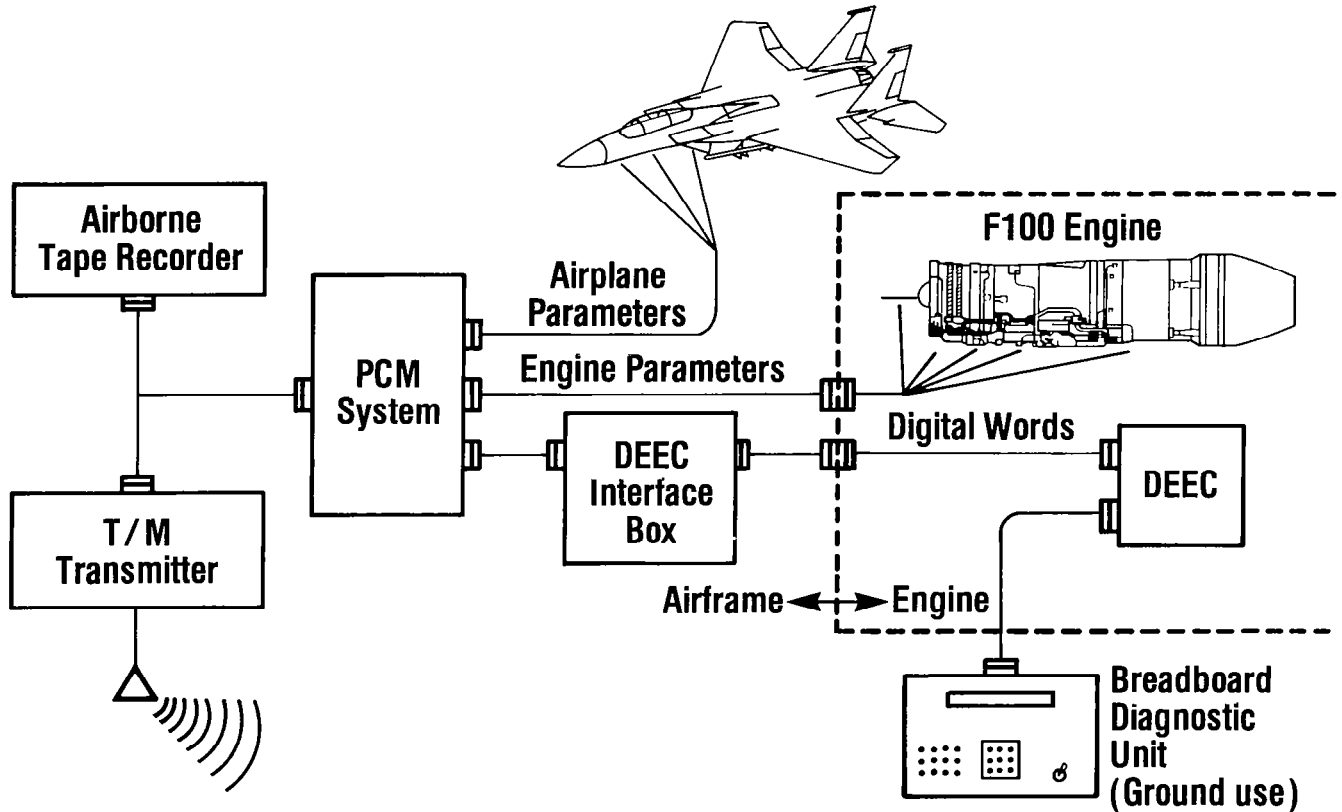 Airborne
Tape Recorder
T/M
Transmitter
PCM
System
Airplane
Parameters
Engine Parameters
DEEC
Interface
Box
F100 Engine
Digital Words
DEEC
Airframe
Engine
Breadboard
Diagnostic
Unit
(Ground use)